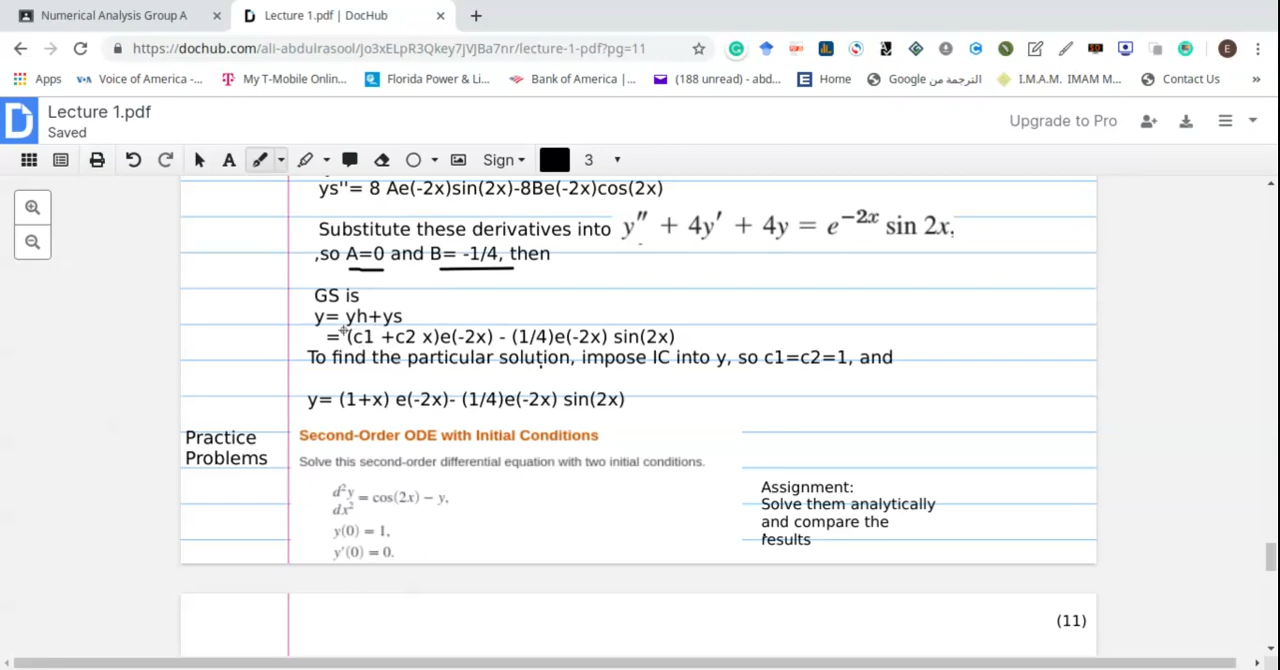 Numerical Analysis Group A
Lecture 1.pdf | DocHub
https://dochub.com/ali-abdulrasool/jo3xELpR3Qkey7jVJBa7nr/lecture-1-pdf?pg=11
Apps
Voice of America -...
My T-Mobile Onlin...
Florida Power & Li...
Bank of America |...
(188 unread) - abd...
Home
Google الترجمة من
I.M.A.M. IMAM M...
Contact Us
Lecture 1.pdf
Saved
Upgrade to Pro
Sign
3
ys''= 8 Ae(-2x)sin(2x)-8Be(-2x)cos(2x)
Substitute these derivatives into y″ + 4y′ + 4y = e⁻²ˣ sin 2x,
,so A=0 and B= -1/4, then
GS is
y= yh+ys
= (c1 +c2 x)e(-2x) - (1/4)e(-2x) sin(2x)
To find the particular solution, impose IC into y, so c1=c2=1, and
y= (1+x) e(-2x)- (1/4)e(-2x) sin(2x)
Practice
Problems
Second-Order ODE with Initial Conditions
Solve this second-order differential equation with two initial conditions.
d²y/dx² = cos(2x) − y,
y(0) = 1,
y′(0) = 0.
Assignment:
Solve them analytically
and compare the
results
(11)